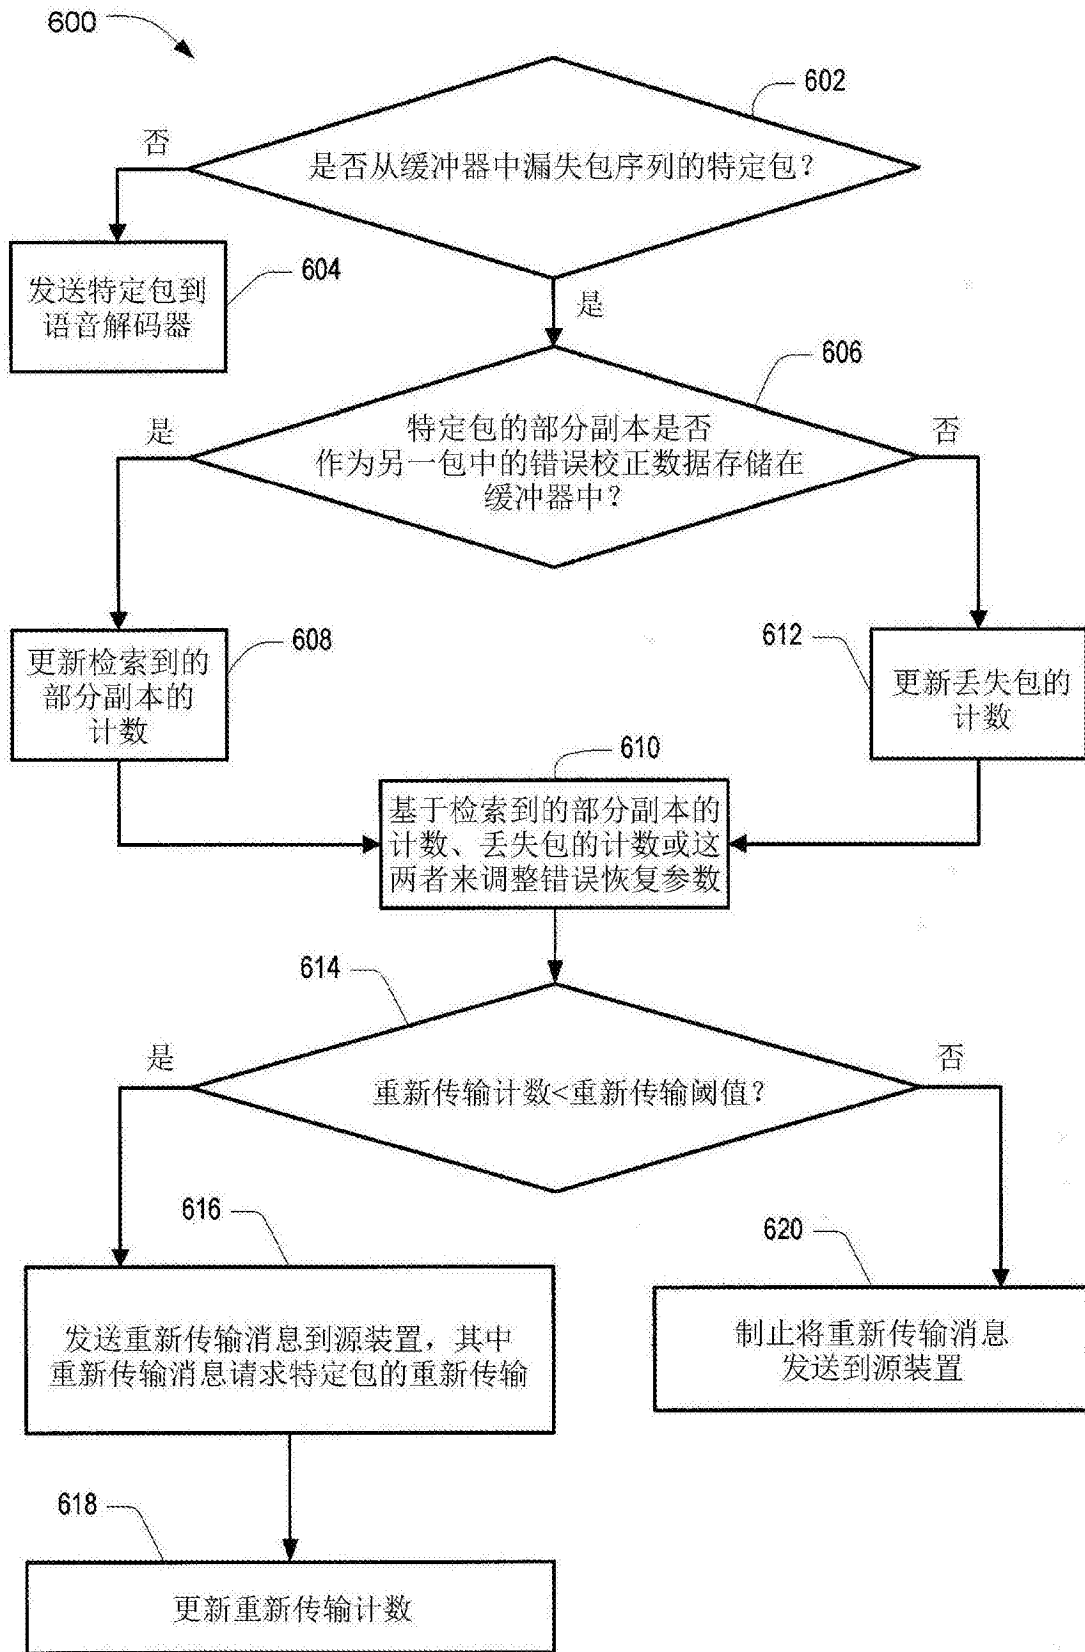 600
602
否
是否从缓冲器中漏失包序列的特定包?
604
发送特定包到
语音解码器
是
606
是
特定包的部分副本是否
作为另一包中的错误校正数据存储在
缓冲器中?
否
608
更新检索到的
部分副本的
计数
612
更新丢失包的
计数
610
基于检索到的部分副本的
计数、丢失包的计数或这
两者来调整错误恢复参数
614
是
重新传输计数<重新传输阈值?
否
616
发送重新传输消息到源装置，其中
重新传输消息请求特定包的重新传输
620
制止将重新传输消息
发送到源装置
618
更新重新传输计数